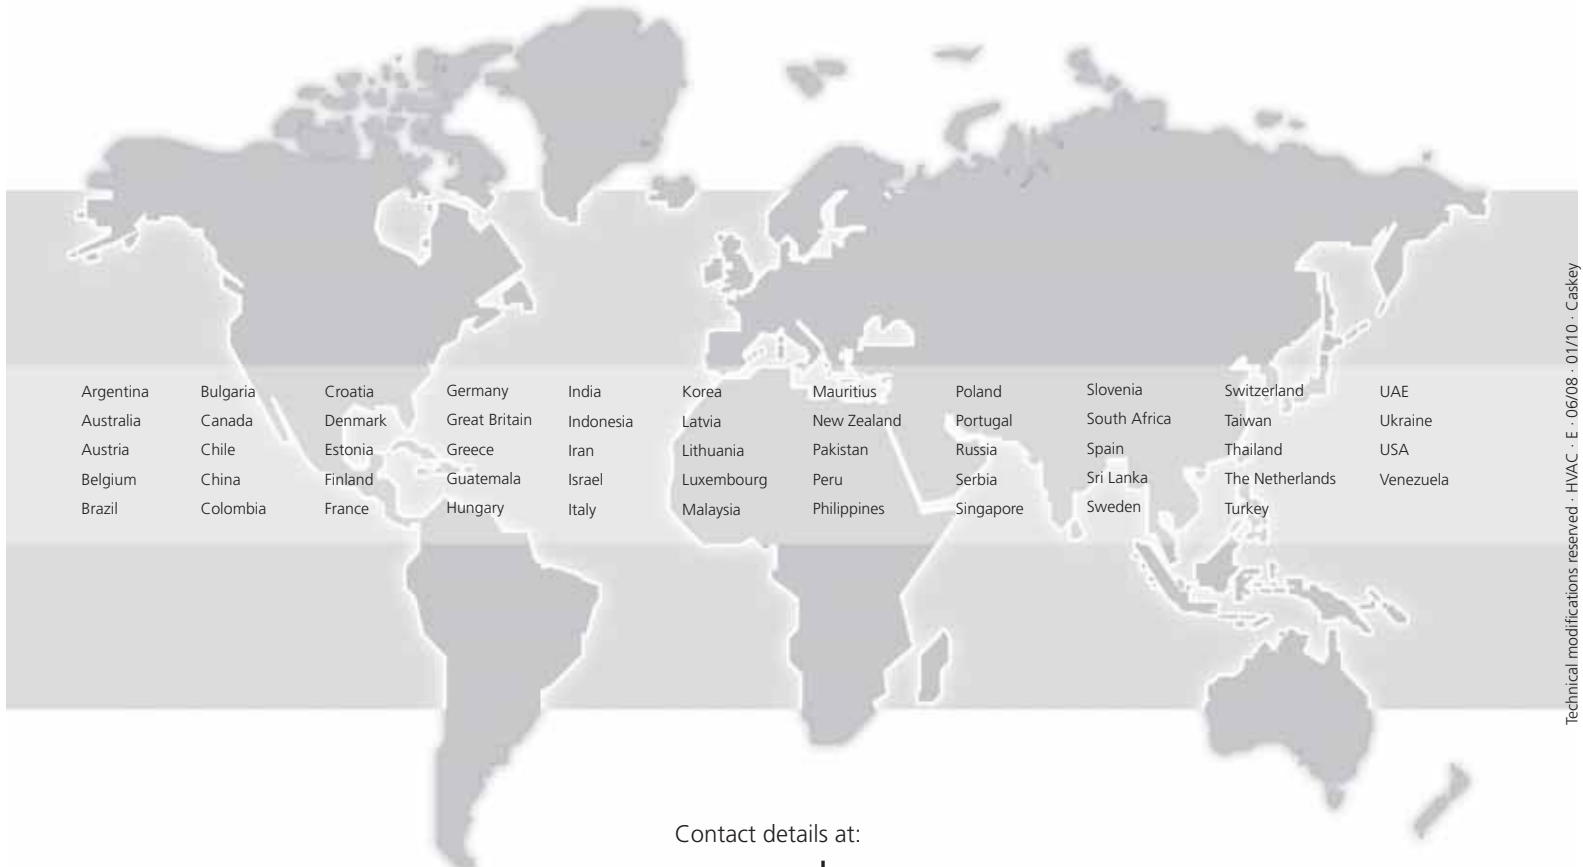 Argentina
Australia
Austria
Belgium
Brazil
Bulgaria
Canada
Chile
China
Colombia
Croatia
Denmark
Estonia
Finland
France
Germany
Great Britain
Greece
Guatemala
Hungary
India
Indonesia
Iran
Israel
Italy
Korea
Latvia
Lithuania
Luxembourg
Malaysia
Mauritius
New Zealand
Pakistan
Peru
Philippines
Poland
Portugal
Russia
Serbia
Singapore
Slovenia
South Africa
Spain
Sri Lanka
Sweden
Switzerland
Taiwan
Thailand
The Netherlands
Turkey
UAE
Ukraine
USA
Venezuela
Contact details at:
Technical modifications reserved · HVAC · E · 06/08 · 01/10 · Caskey